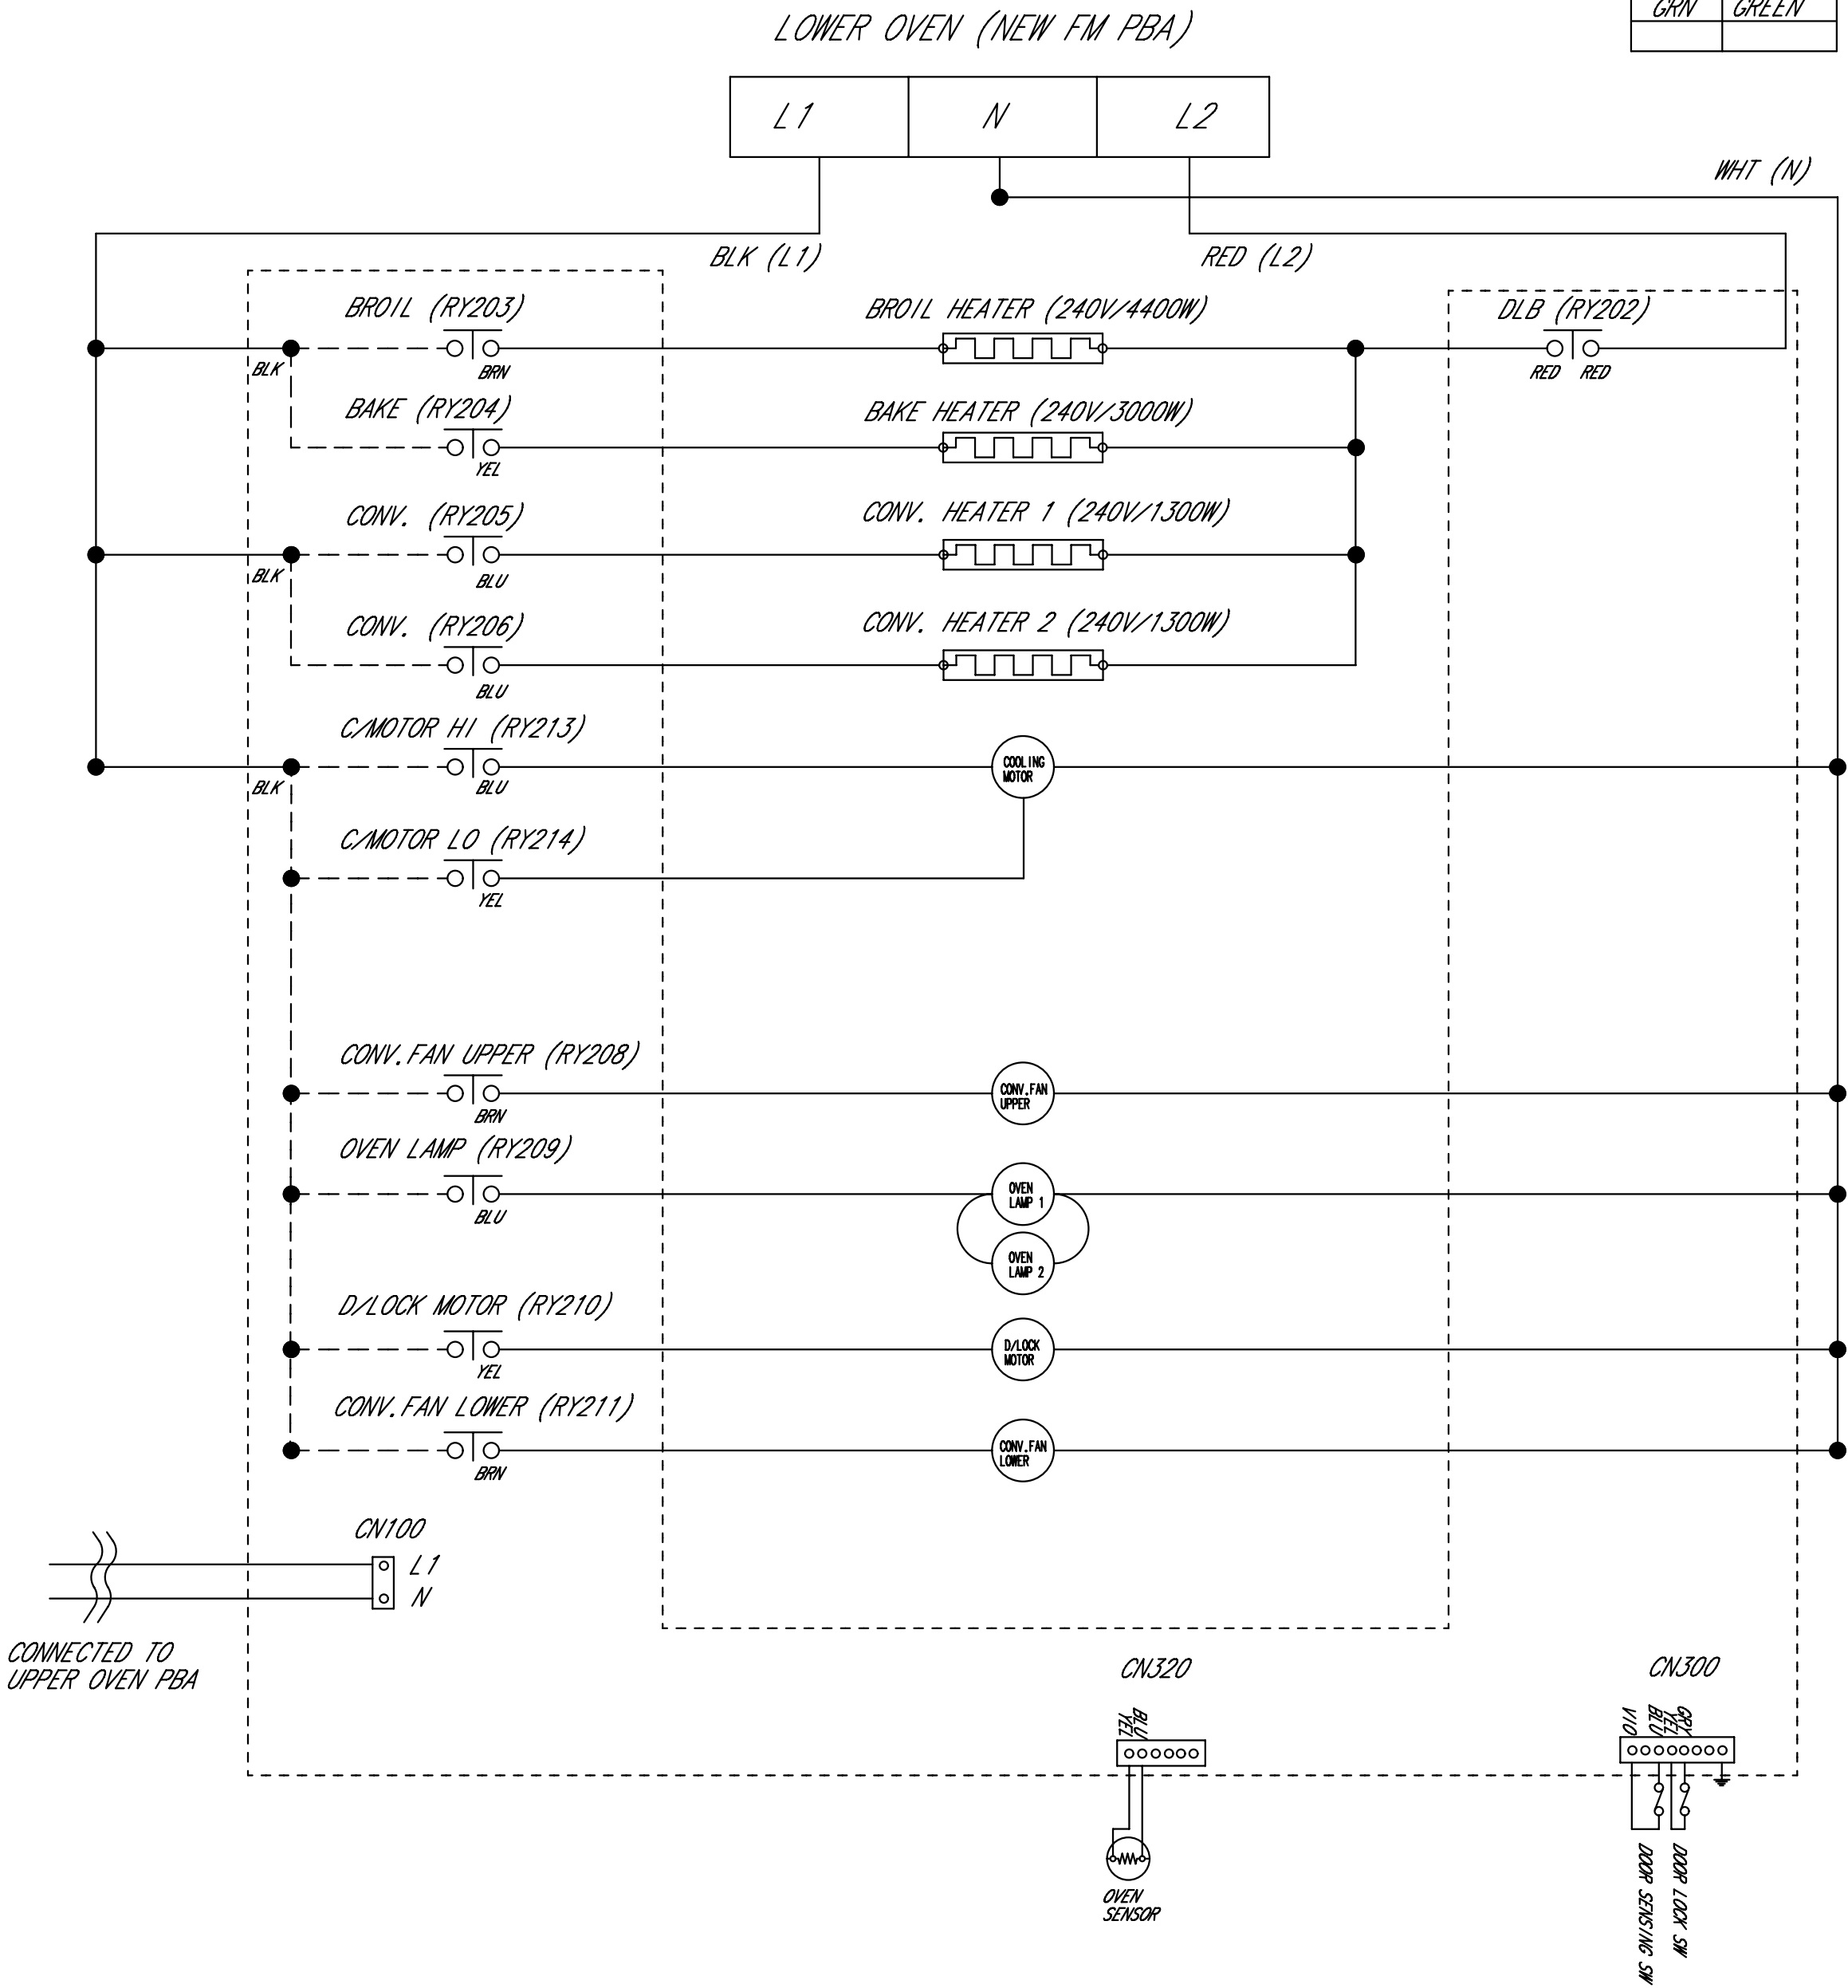 GRN GREEN
LOWER OVEN (NEW FM PBA)
L1 N L2
WHT (N)
BLK (L1) RED (L2)
BROIL (RY203) BROIL HEATER (240V/4400W) DLB (RY202)
BLK BRN RED RED
BAKE (RY204) BAKE HEATER (240V/3000W)
YEL
CONV. (RY205) CONV. HEATER 1 (240V/1300W)
BLK BLU
CONV. (RY206) CONV. HEATER 2 (240V/1300W)
BLU
C/MOTOR HI (RY213)
COOLING
MOTOR
BLK BLU
C/MOTOR LO (RY214)
YEL
CONV.FAN UPPER (RY208)
CONV.FAN
UPPER
BRN
OVEN LAMP (RY209)
OVEN
LAMP 1
BLU
OVEN
LAMP 2
D/LOCK MOTOR (RY210)
D/LOCK
MOTOR
YEL
CONV.FAN LOWER (RY211)
CONV.FAN
LOWER
BRN
CN100
L1
N
CONNECTED TO
UPPER OVEN PBA
CN320
YEL
BLU
OVEN
SENSOR
CN300
VIO
BLU
YEL
GRY
DOOR SENSING SW
DOOR LOCK SW